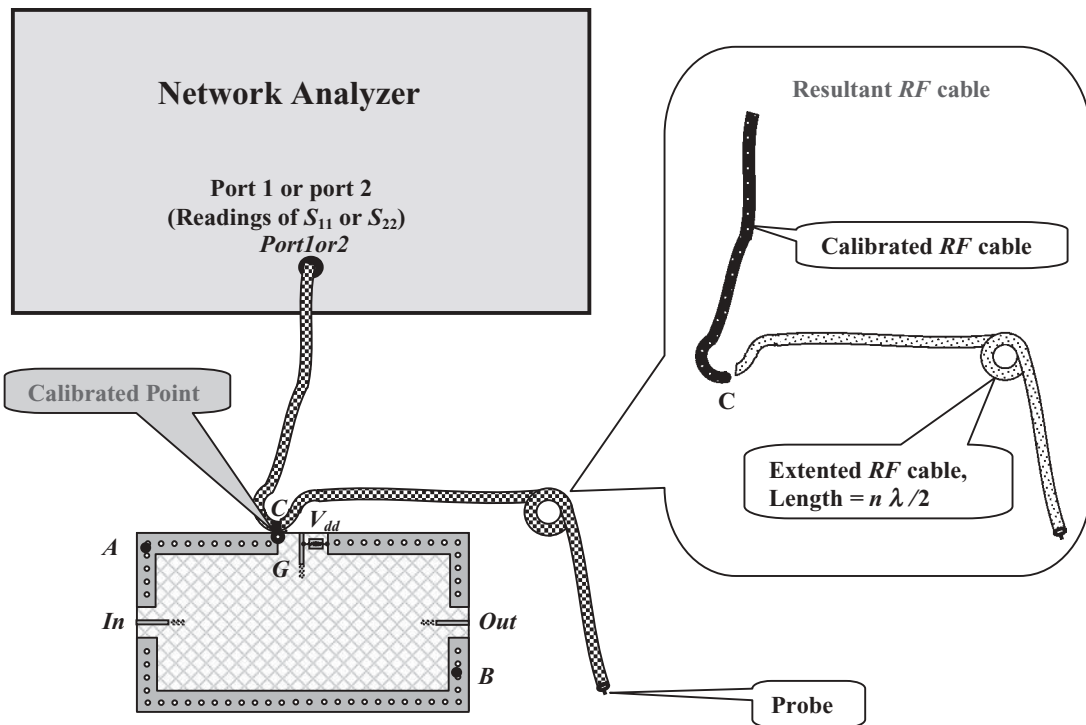 Network Analyzer
Port 1 or port 2
(Readings of S11 or S22)
Port1or2
Resultant RF cable
Calibrated RF cable
C
Extented RF cable,
Length = n λ /2
Calibrated Point
C
Vdd
A
G
In
Out
B
Probe